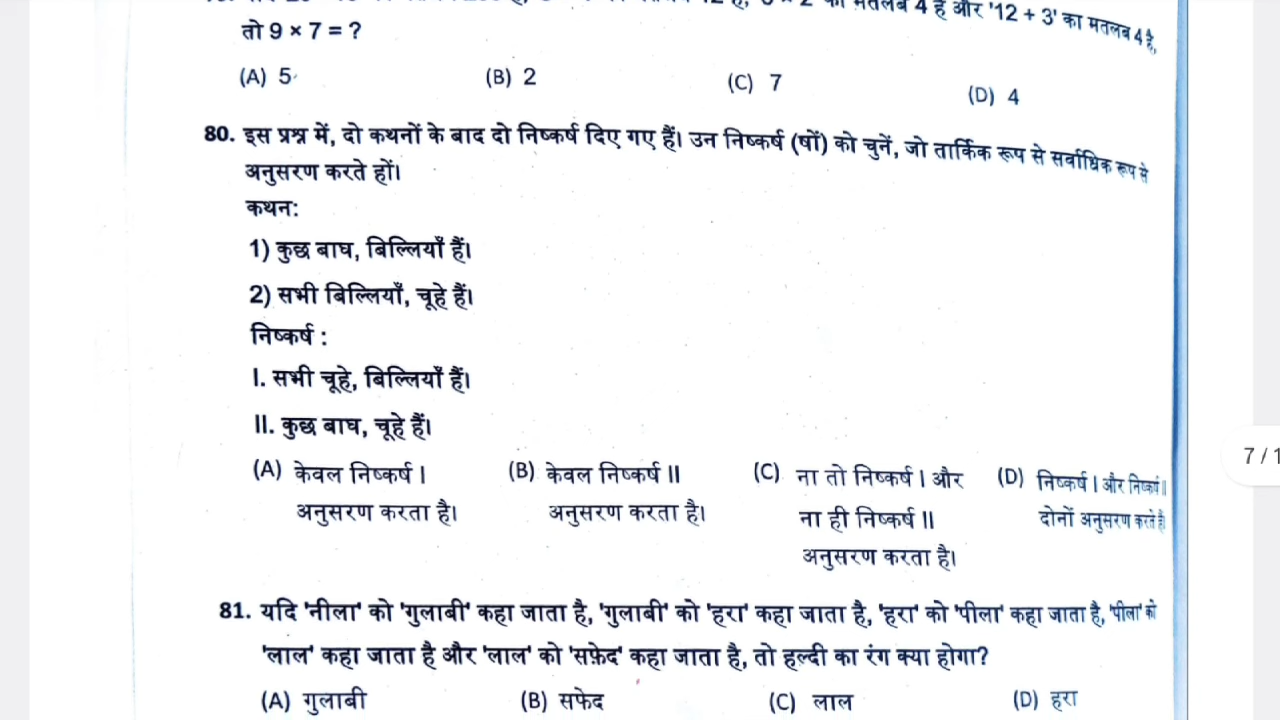 मतलब 4 है और '12 + 3' का मतलब 4 है,
तो 9 × 7 = ?
(A) 5 (B) 2 (C) 7 (D) 4
80. इस प्रश्न में, दो कथनों के बाद दो निष्कर्ष दिए गए हैं। उन निष्कर्ष (षों) को चुनें, जो तार्किक रूप से सर्वाधिक रूप से
अनुसरण करते हों।
कथन:
1) कुछ बाघ, बिल्लियाँ हैं।
2) सभी बिल्लियाँ, चूहे हैं।
निष्कर्ष :
I. सभी चूहे, बिल्लियाँ हैं।
II. कुछ बाघ, चूहे हैं।
(A) केवल निष्कर्ष I (B) केवल निष्कर्ष II (C) ना तो निष्कर्ष I और (D) निष्कर्ष I और निष्कर्ष II
अनुसरण करता है। अनुसरण करता है। ना ही निष्कर्ष II दोनों अनुसरण करते हैं
अनुसरण करता है।
7 / 1
81. यदि 'नीला' को 'गुलाबी' कहा जाता है, 'गुलाबी' को 'हरा' कहा जाता है, 'हरा' को 'पीला' कहा जाता है, 'पीला' को
'लाल' कहा जाता है और 'लाल' को 'सफ़ेद' कहा जाता है, तो हल्दी का रंग क्या होगा?
(A) गुलाबी (B) सफेद (C) लाल (D) हरा